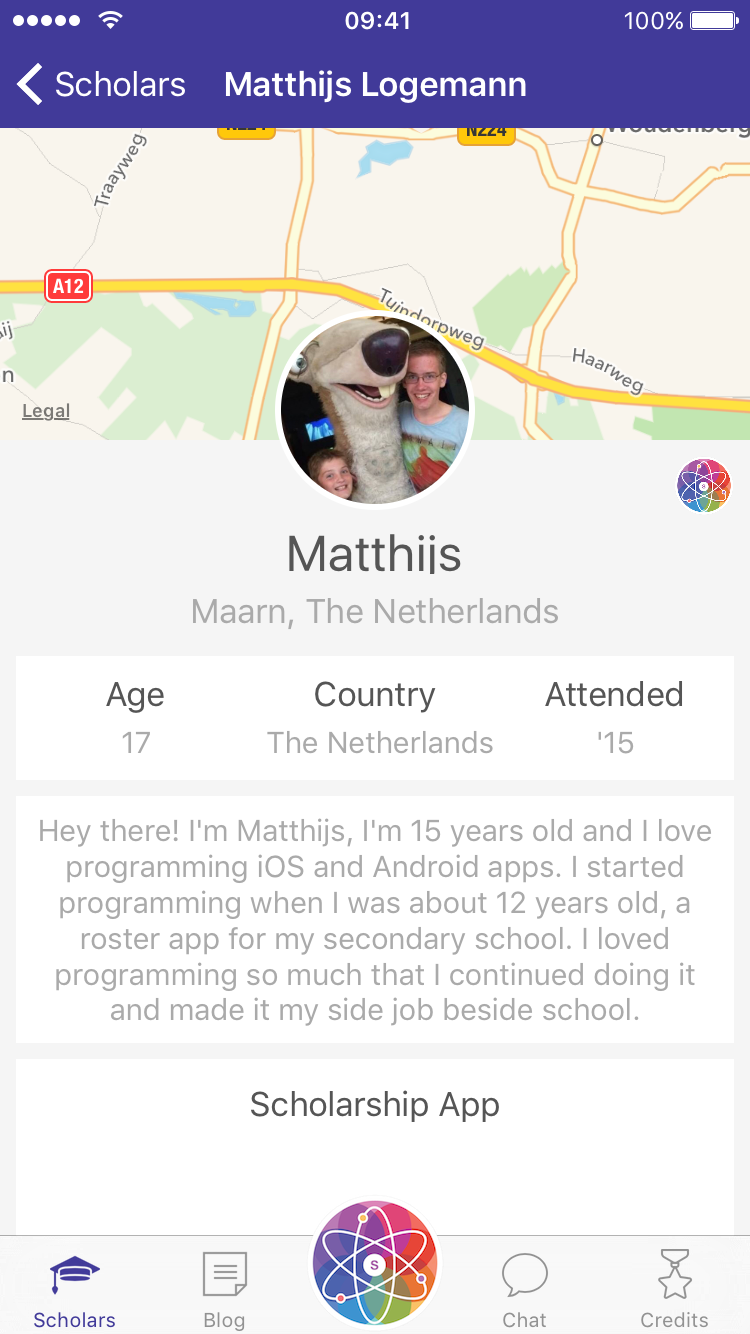 09:41
100%
Scholars
Matthijs Logemann
N224
Woudenberg
Traayweg
A12
Tuindorpweg
Haarweg
n
Legal
Matthijs
Maarn, The Netherlands
Age Country Attended
17 The Netherlands '15
Hey there! I'm Matthijs, I'm 15 years old and I love
programming iOS and Android apps. I started
programming when I was about 12 years old, a
roster app for my secondary school. I loved
programming so much that I continued doing it
and made it my side job beside school.
Scholarship App
S
Scholars Blog Chat Credits